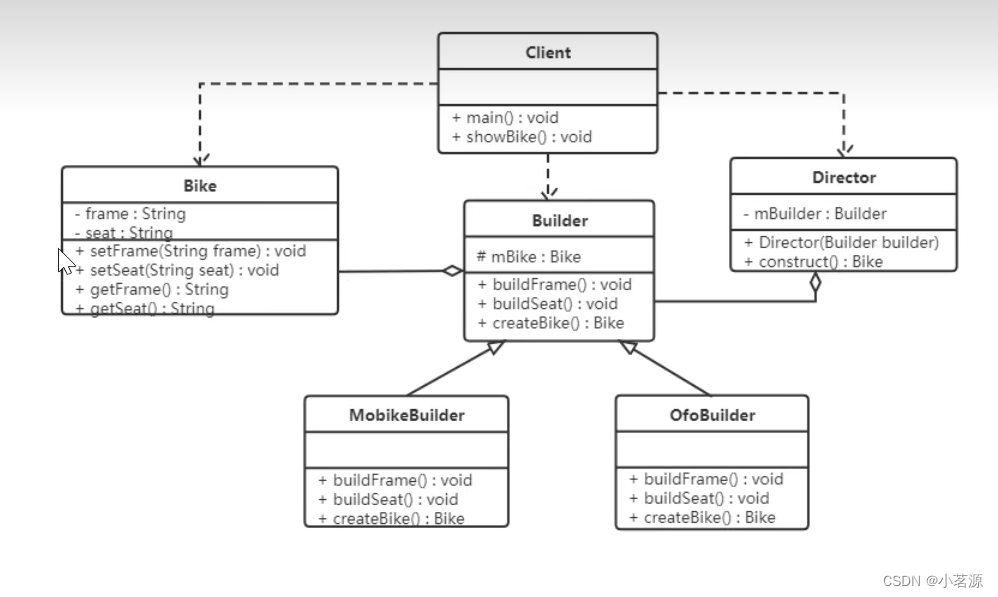 Client
+ main() : void
+ showBike() : void
Bike
- frame : String
- seat : String
+ setFrame(String frame) : void
+ setSeat(String seat) : void
+ getFrame() : String
+ getSeat() : String
Builder
# mBike : Bike
+ buildFrame() : void
+ buildSeat() : void
+ createBike() : Bike
Director
- mBuilder : Builder
+ Director(Builder builder)
+ construct() : Bike
MobikeBuilder
+ buildFrame() : void
+ buildSeat() : void
+ createBike() : Bike
OfoBuilder
+ buildFrame() : void
+ buildSeat() : void
+ createBike() : Bike
CSDN @小茗源